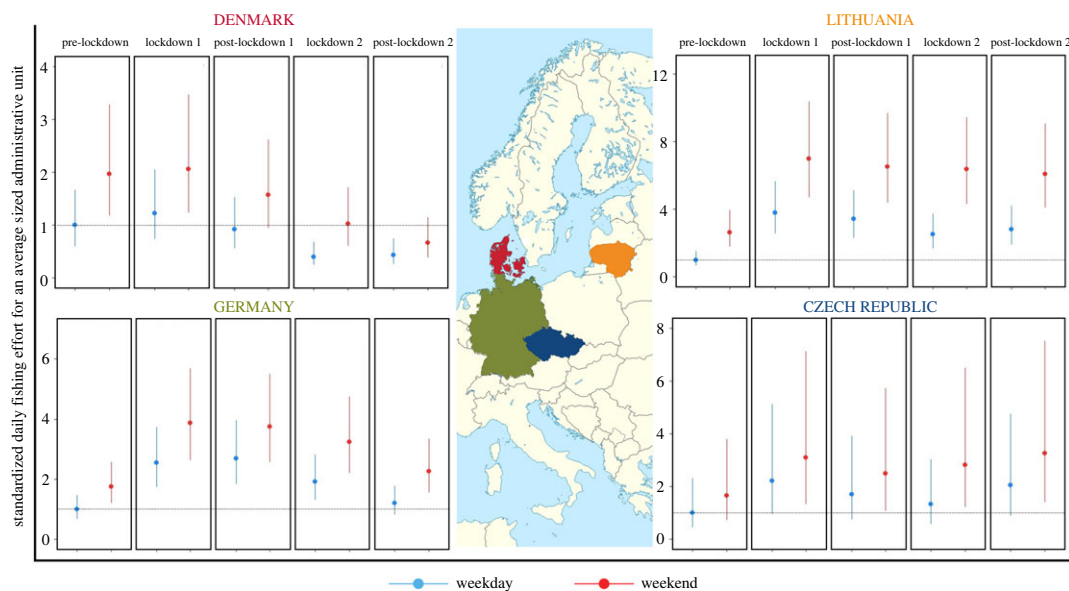 DENMARK
pre-lockdown lockdown 1 post-lockdown 1 lockdown 2 post-lockdown 2
4
3
2
1
0
LITHUANIA
pre-lockdown lockdown 1 post-lockdown 1 lockdown 2 post-lockdown 2
12
8
4
0
GERMANY
6
4
2
0
CZECH REPUBLIC
8
6
4
2
0
standardized daily fishing effort for an average sized administrative unit
weekday weekend